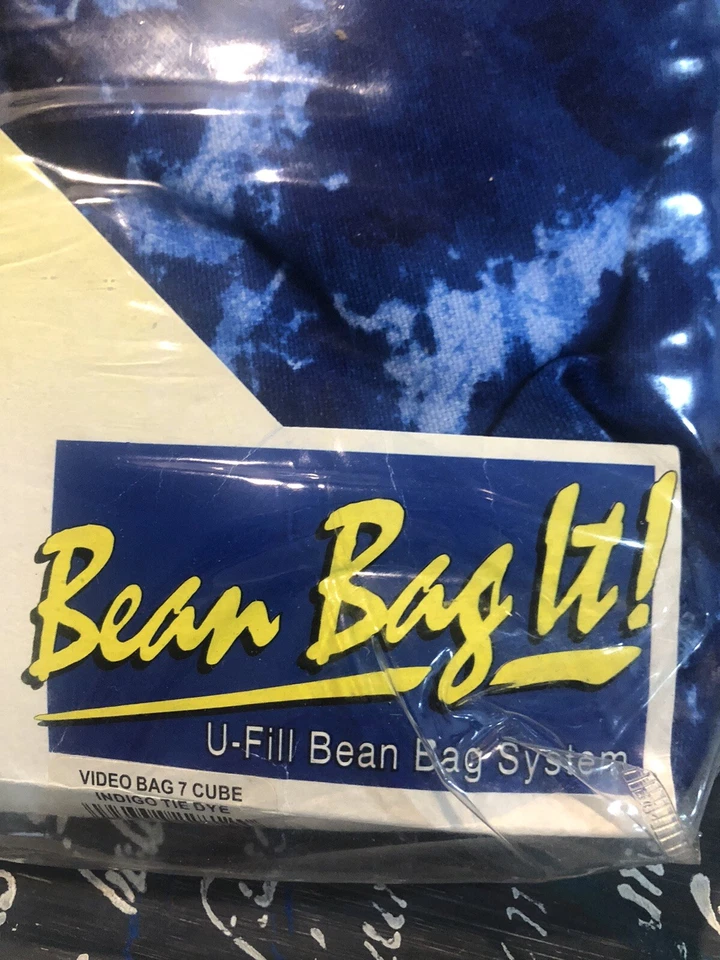 Bean Bag It!
U-Fill Bean Bag System
VIDEO BAG 7 CUBE
INDIGO TIE DYE